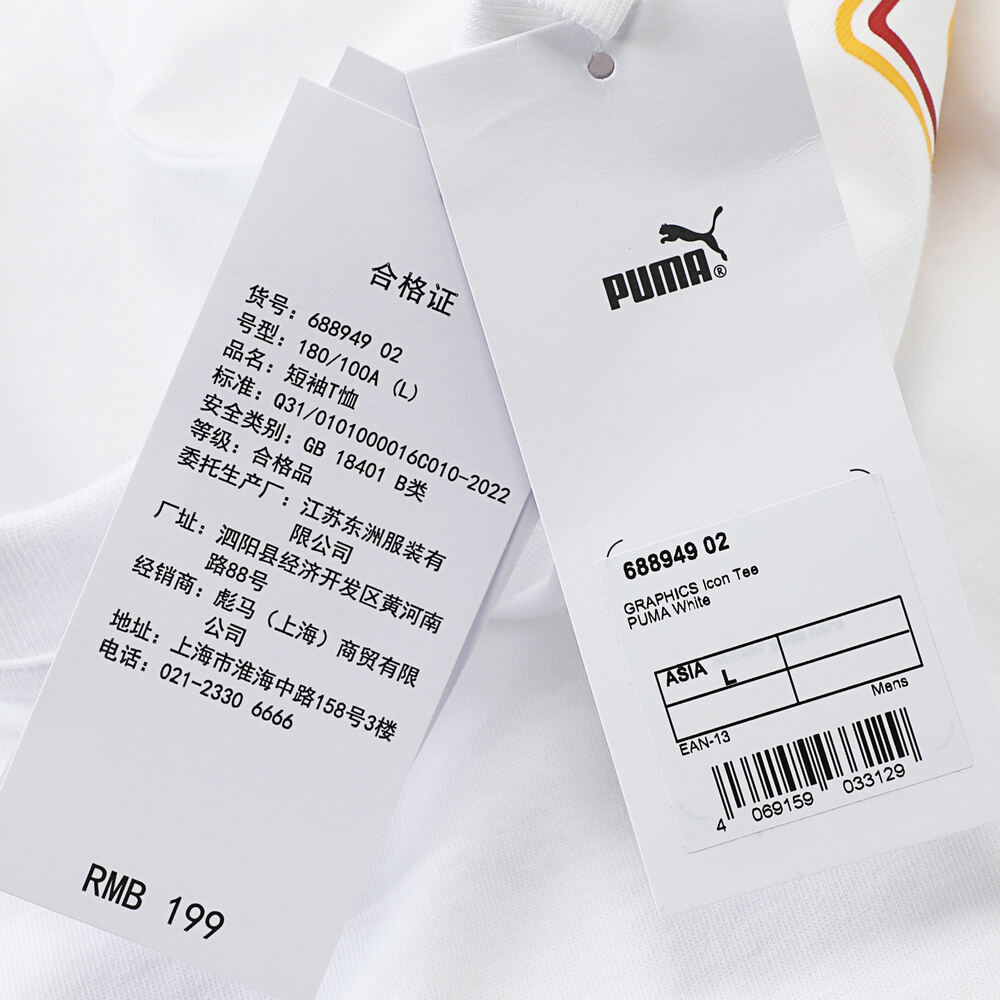 合格证
货号：688949 02
号型：180/100A (L)
品名：短袖T恤
标准：Q31/0101000016C010-2022
安全类别：GB 18401 B类
等级：合格品
委托生产厂：江苏东洲服装有
限公司
厂址：泗阳县经济开发区黄河南
路88号
经销商：彪马（上海）商贸有限
公司
地址：上海市淮海中路158号3楼
电话：021-2330 6666
RMB 199
PUMA®
688949 02
GRAPHICS Icon Tee
PUMA White
ASIA
L
Mens
EAN-13
4 069159 033129